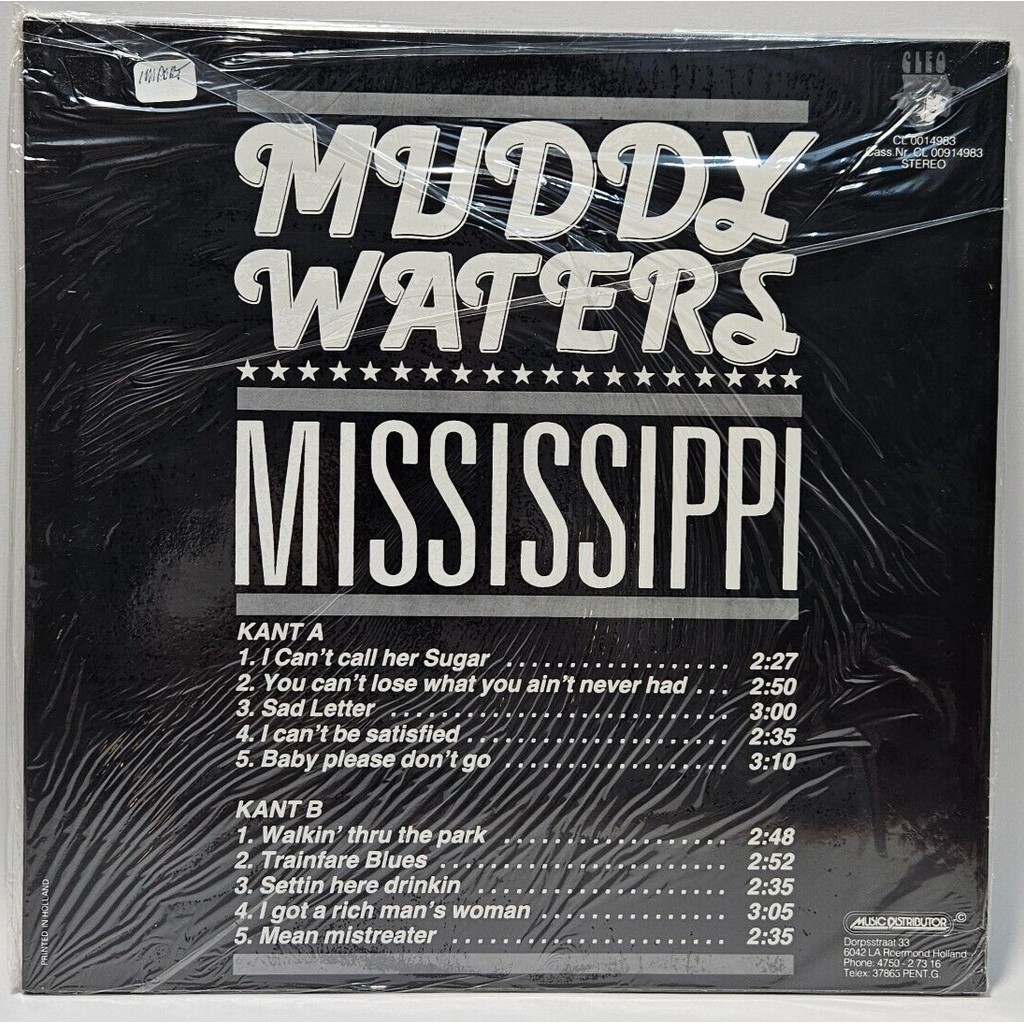 IMPORT
CLEO
CL 0014983
Cass.Nr. CL 00914983
STEREO
MUDDY
WATERS
MISSISSIPPI
KANT A
1. I Can't call her Sugar .................. 2:27
2. You can't lose what you ain't never had ... 2:50
3. Sad Letter ........................... 3:00
4. I can't be satisfied..................... 2:35
5. Baby please don't go .................. 3:10
KANT B
1. Walkin' thru the park .................. 2:48
2. Trainfare Blues ....................... 2:52
3. Settin here drinkin .................... 2:35
4. I got a rich man's woman ............... 3:05
5. Mean mistreater ...................... 2:35
PRINTED IN HOLLAND
MUSIC DISTRIBUTOR ©
Dorpsstraat 33
6042 LA Roermond Holland
Phone: 4750 - 2 73 16
Telex: 37865 PENT.G.